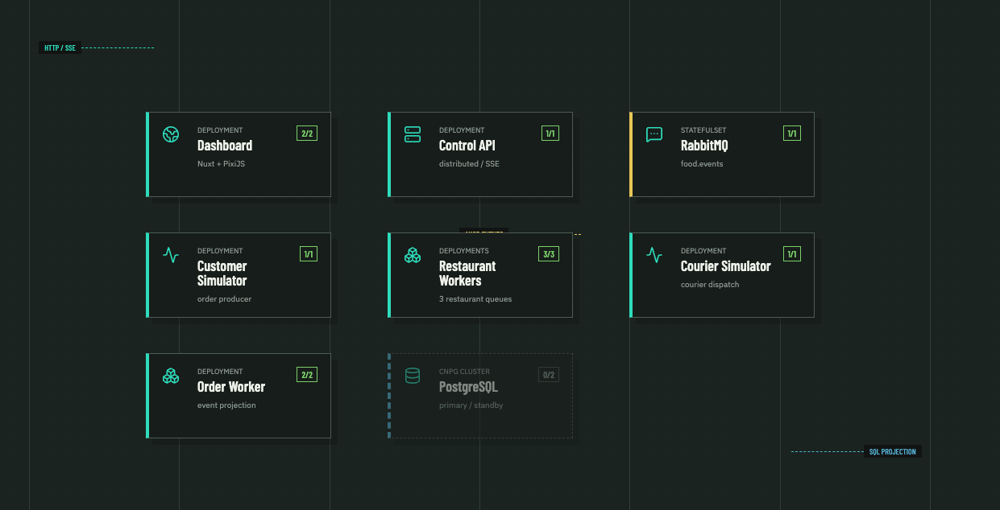 HTTP / SSE
DEPLOYMENT
2/2
Dashboard
Nuxt + PixiJS
DEPLOYMENT
1/1
Control API
distributed / SSE
STATEFULSET
1/1
RabbitMQ
food.events
DEPLOYMENT
1/1
Customer
Simulator
order producer
DEPLOYMENTS
3/3
Restaurant
Workers
3 restaurant queues
DEPLOYMENT
1/1
Courier Simulator
courier dispatch
DEPLOYMENT
2/2
Order Worker
event projection
CNPG CLUSTER
0/2
PostgreSQL
primary / standby
SQL PROJECTION